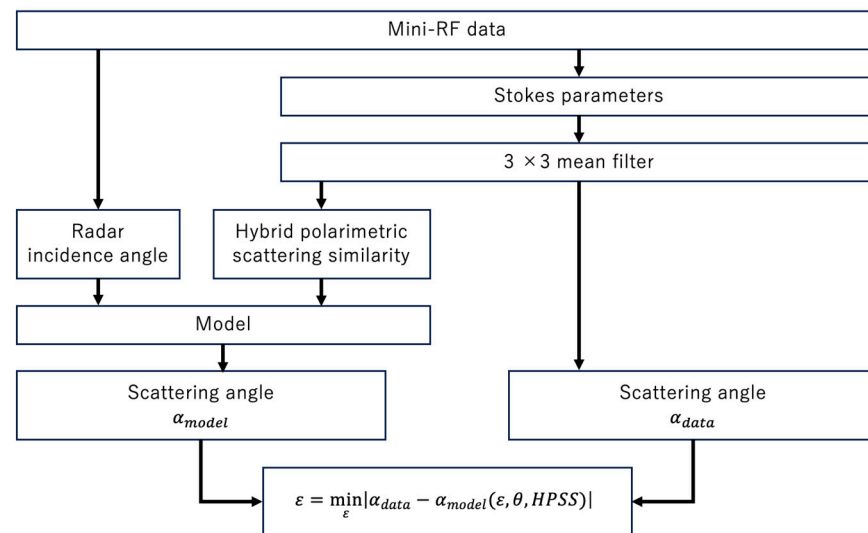 Mini-RF data
Stokes parameters
3 ×3 mean filter
Radar
incidence angle
Hybrid polarimetric
scattering similarity
Model
Scattering angle
α_model
Scattering angle
α_data
ε = min_ε |α_data − α_model(ε, θ, HPSS)|